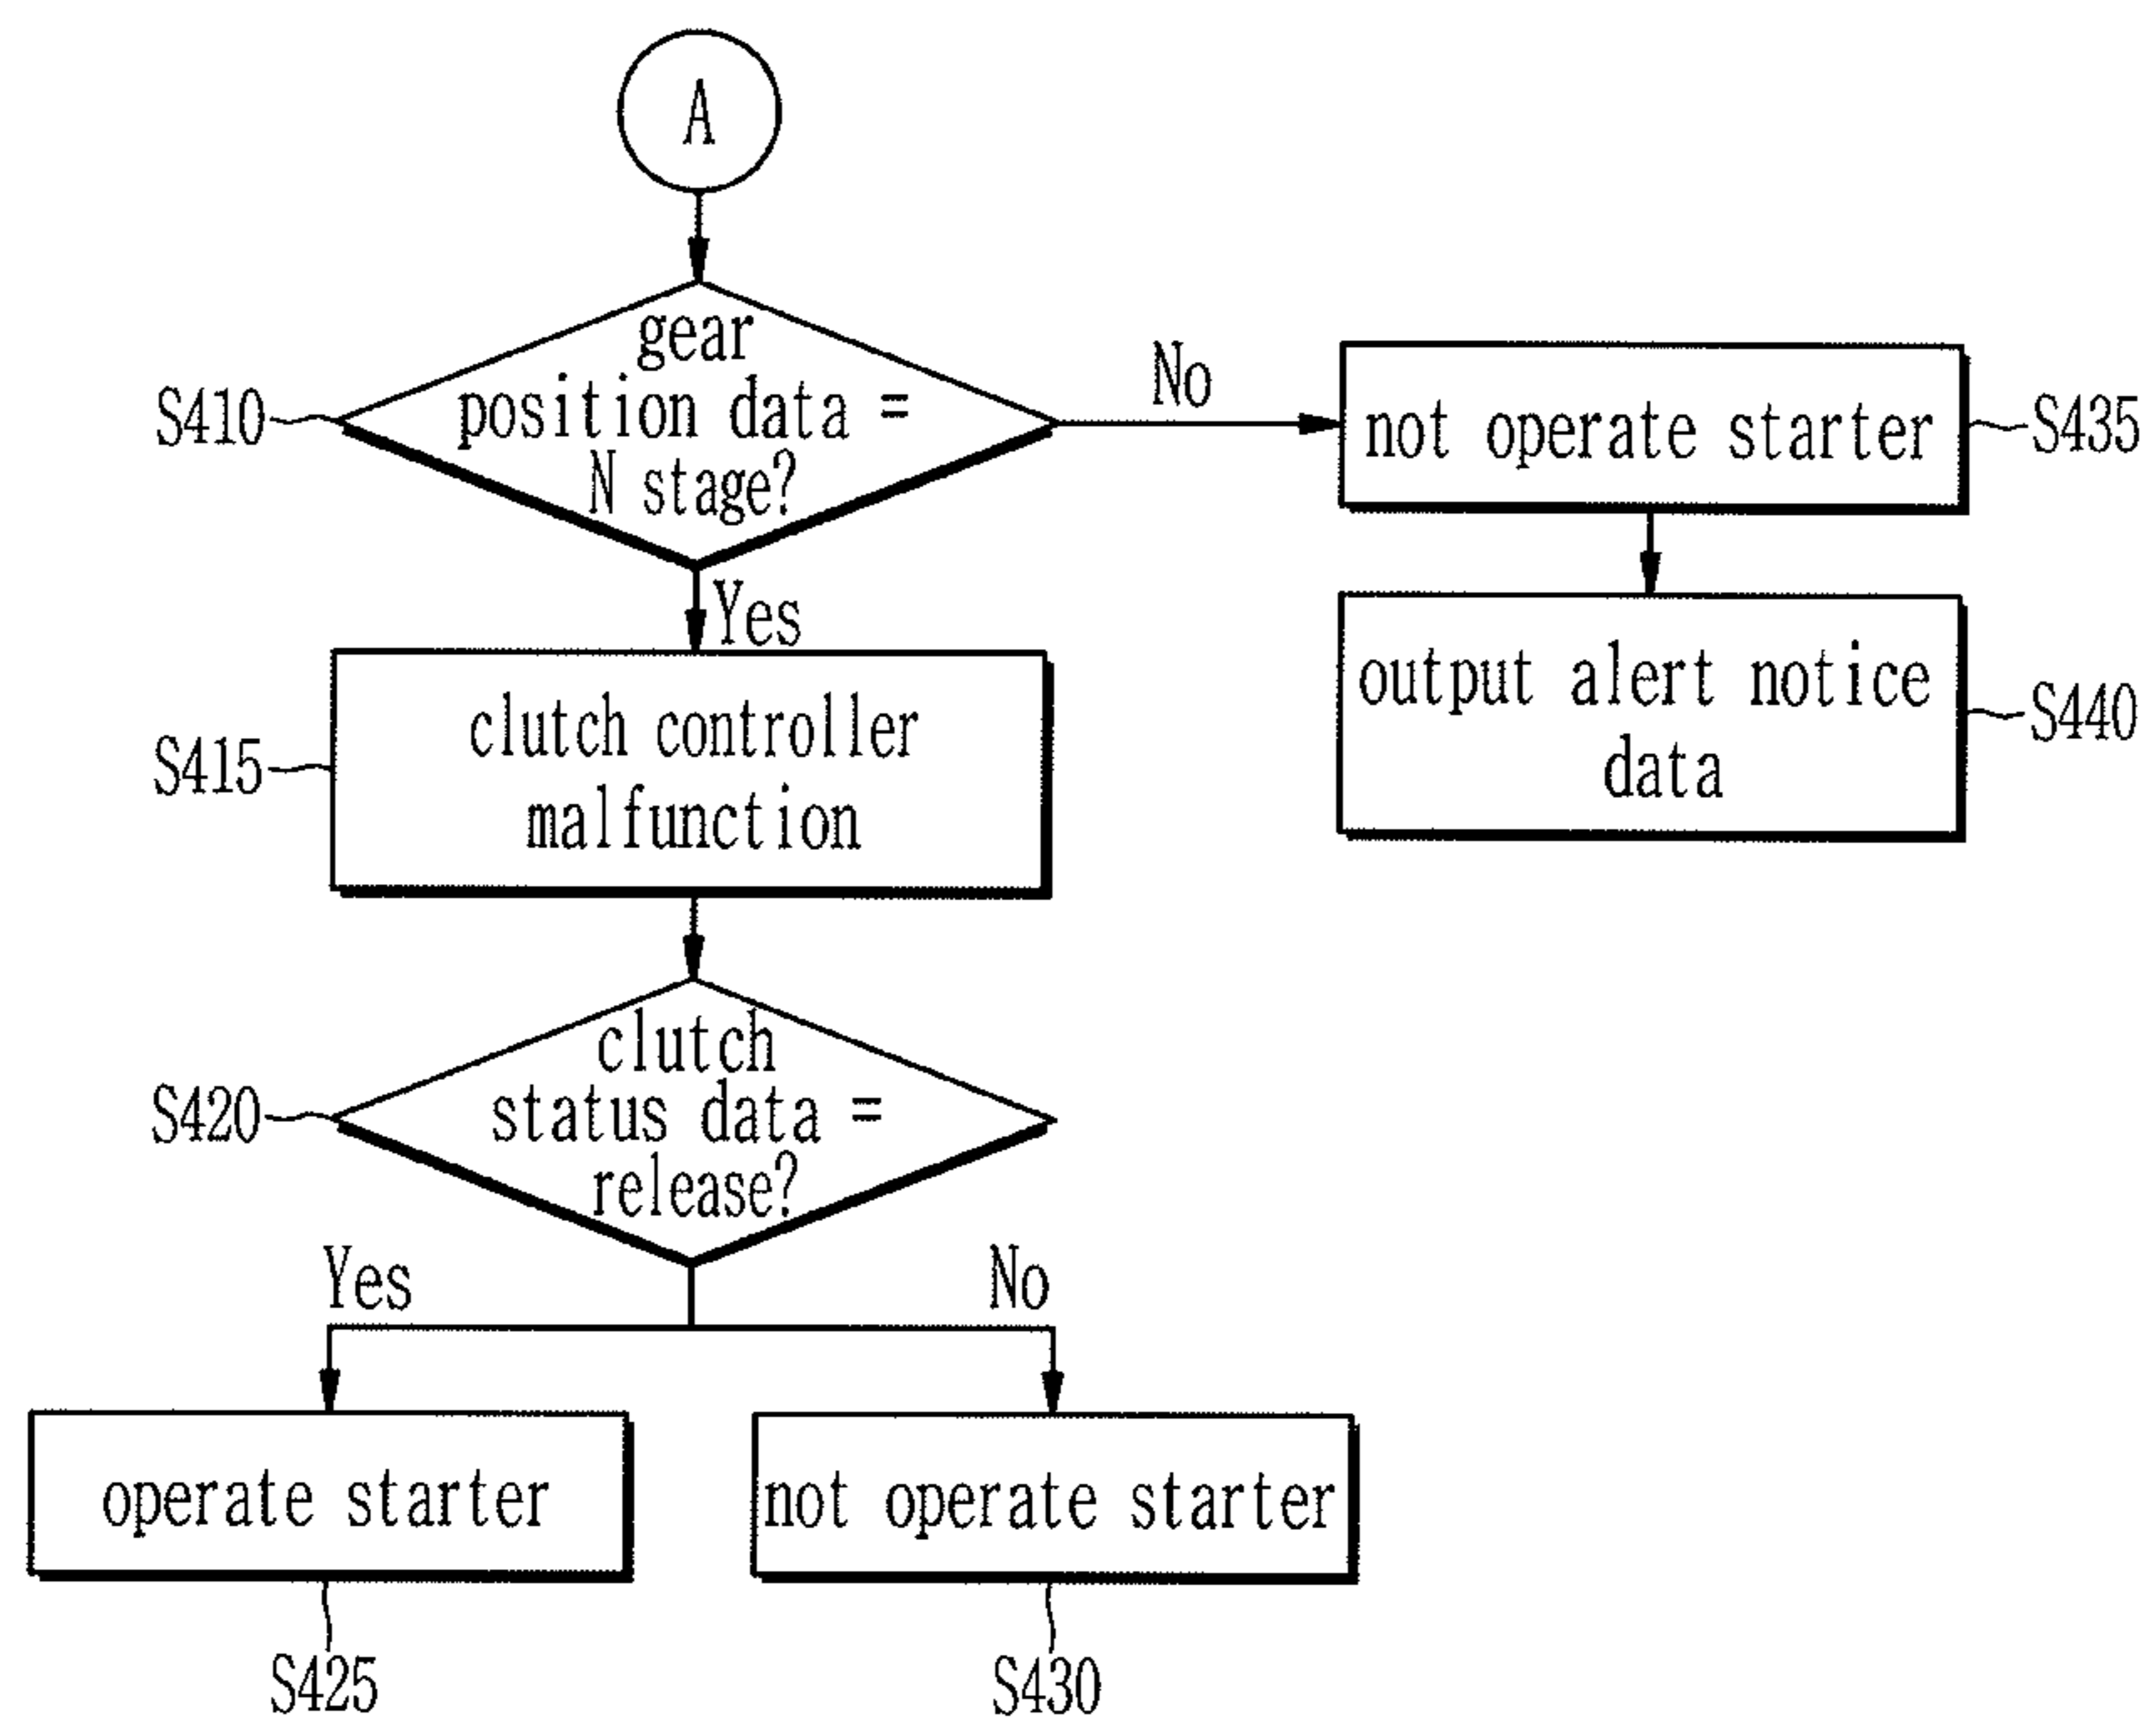 A
gear
position data =
N stage?
S410
No
not operate starter
S435
Yes
output alert notice
data
S440
clutch controller
malfunction
S415
clutch
status data =
release?
S420
Yes
No
operate starter
not operate starter
S425
S430